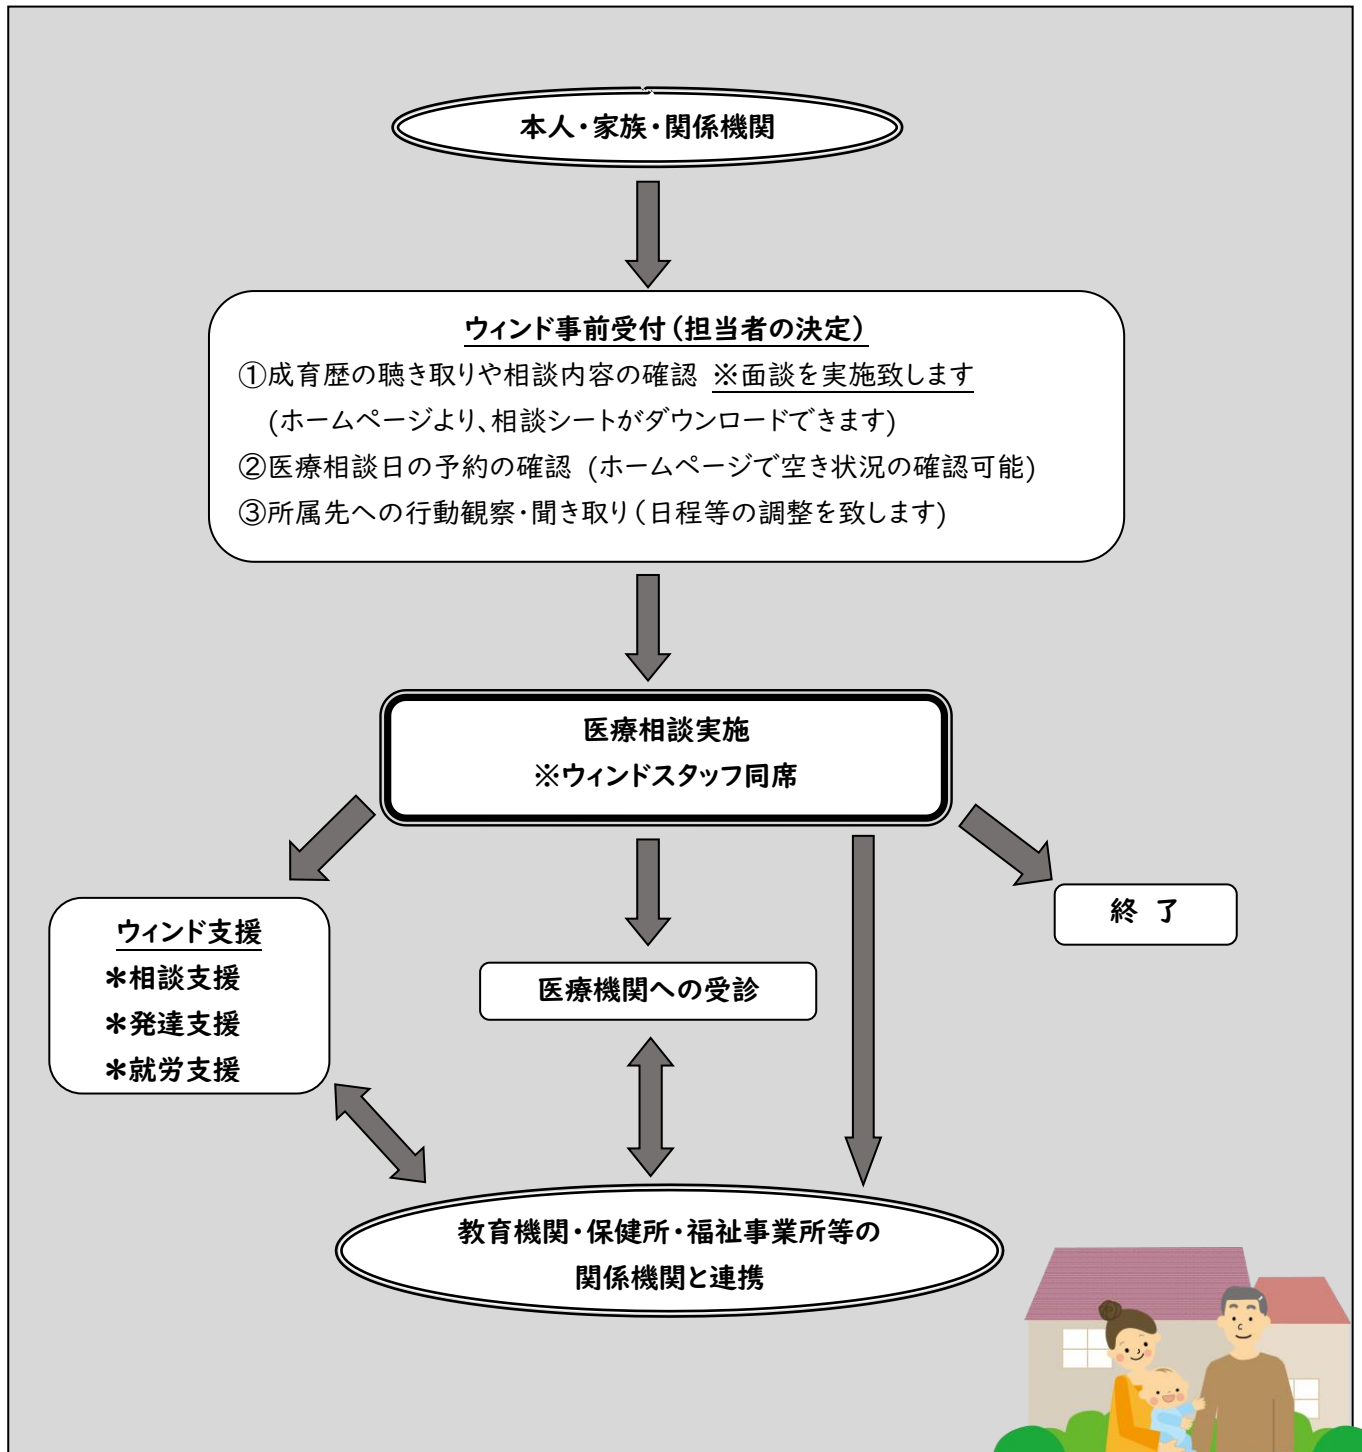 本人・家族・関係機関
ウィンド事前受付(担当者の決定)
①成育歴の聴き取りや相談内容の確認 ※面談を実施致します
(ホームページより、相談シートがダウンロードできます)
②医療相談日の予約の確認 (ホームページで空き状況の確認可能)
③所属先への行動観察・聞き取り(日程等の調整を致します)
医療相談実施
※ウィンドスタッフ同席
ウィンド支援
＊相談支援
＊発達支援
＊就労支援
医療機関への受診
終 了
教育機関・保健所・福祉事業所等の
関係機関と連携